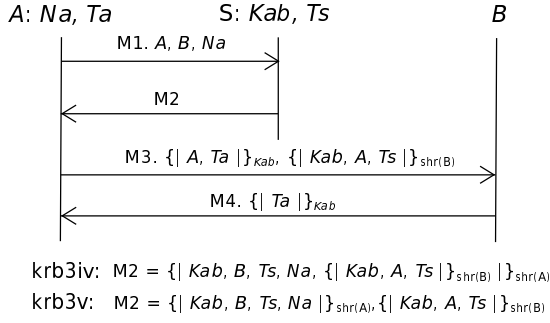 A: Na, Ta S: Kab, Ts B
M1. A, B, Na
M2
M3. {| A, Ta |}Kab, {| Kab, A, Ts |}shr(B)
M4. {| Ta |}Kab
krb3iv: M2 = {| Kab, B, Ts, Na, {| Kab, A, Ts |}shr(B) |}shr(A)
krb3v: M2 = {| Kab, B, Ts, Na |}shr(A), {| Kab, A, Ts |}shr(B)